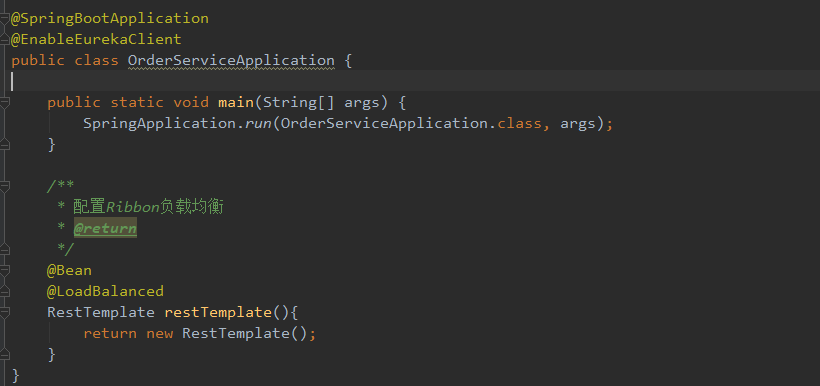 @SpringBootApplication
@EnableEurekaClient
public class OrderServiceApplication {
public static void main(String[] args) {
SpringApplication.run(OrderServiceApplication.class, args);
}
/**
* 配置Ribbon负载均衡
* @return
*/
@Bean
@LoadBalanced
RestTemplate restTemplate(){
return new RestTemplate();
}
}